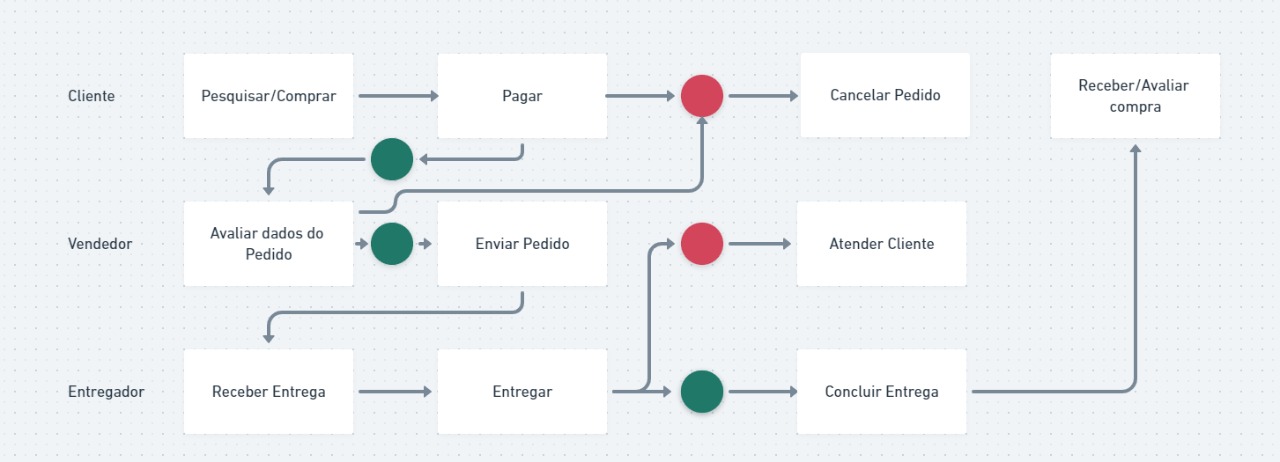 Cliente
Pesquisar/Comprar
Pagar
Cancelar Pedido
Receber/Avaliar
compra
Vendedor
Avaliar dados do
Pedido
Enviar Pedido
Atender Cliente
Entregador
Receber Entrega
Entregar
Concluir Entrega